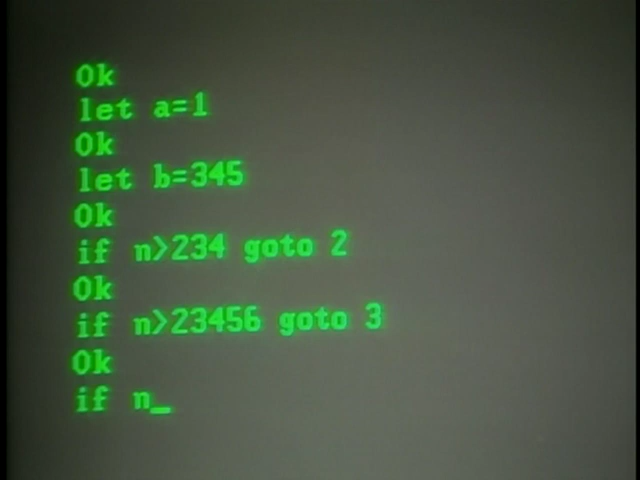 Ok
let a=1
Ok
let b=345
Ok
if n>234 goto 2
Ok
if n>23456 goto 3
Ok
if n_